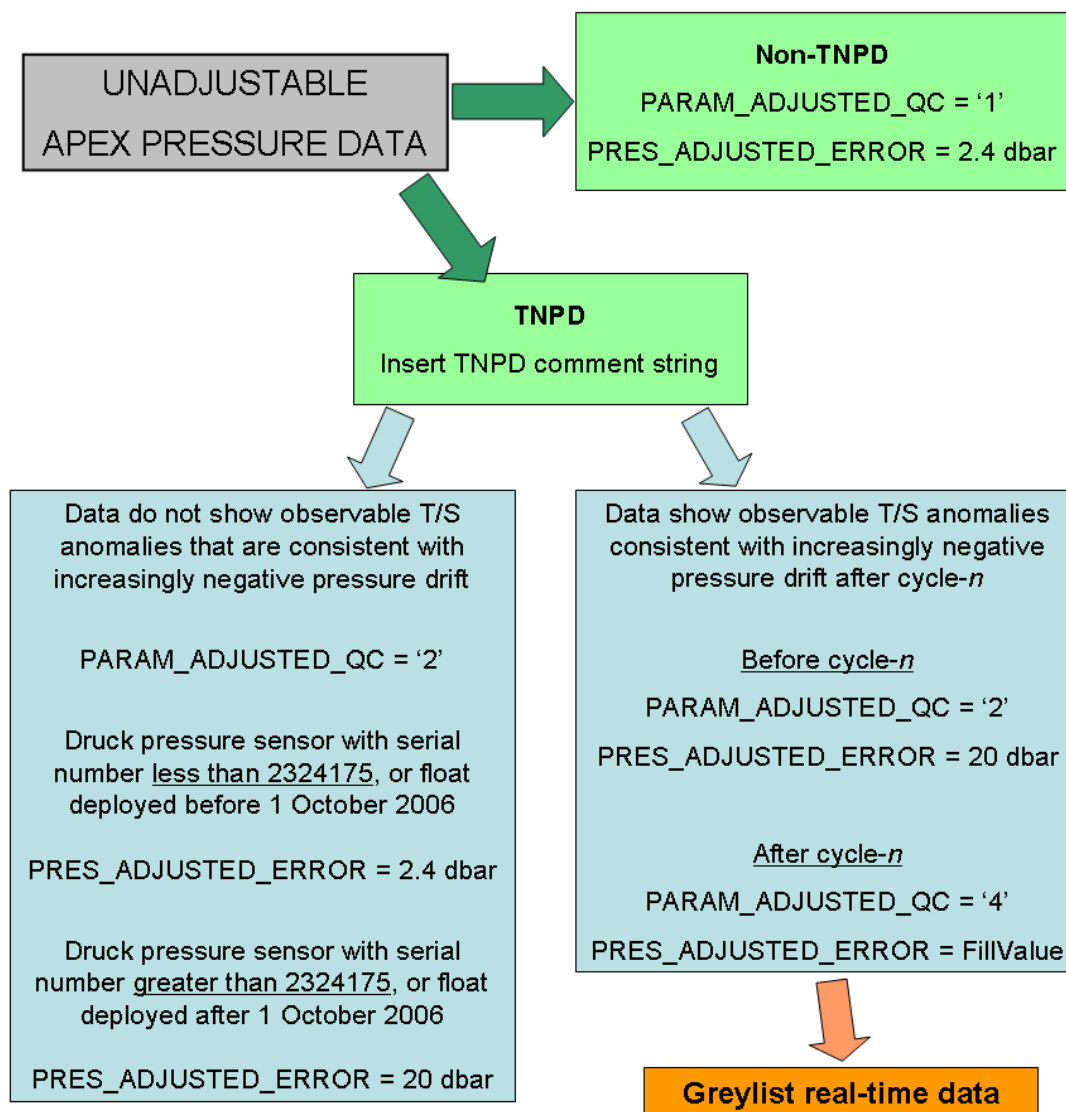 UNADJUSTABLE
APEX PRESSURE DATA
Non-TNPD
PARAM_ADJUSTED_QC = ‘1’
PRES_ADJUSTED_ERROR = 2.4 dbar
TNPD
Insert TNPD comment string
Data do not show observable T/S
anomalies that are consistent with
increasingly negative pressure drift
PARAM_ADJUSTED_QC = ‘2’
Druck pressure sensor with serial
number less than 2324175, or float
deployed before 1 October 2006
PRES_ADJUSTED_ERROR = 2.4 dbar
Druck pressure sensor with serial
number greater than 2324175, or float
deployed after 1 October 2006
PRES_ADJUSTED_ERROR = 20 dbar
Data show observable T/S anomalies
consistent with increasingly negative
pressure drift after cycle-n
Before cycle-n
PARAM_ADJUSTED_QC = ‘2’
PRES_ADJUSTED_ERROR = 20 dbar
After cycle-n
PARAM_ADJUSTED_QC = ‘4’
PRES_ADJUSTED_ERROR = FillValue
Greylist real-time data